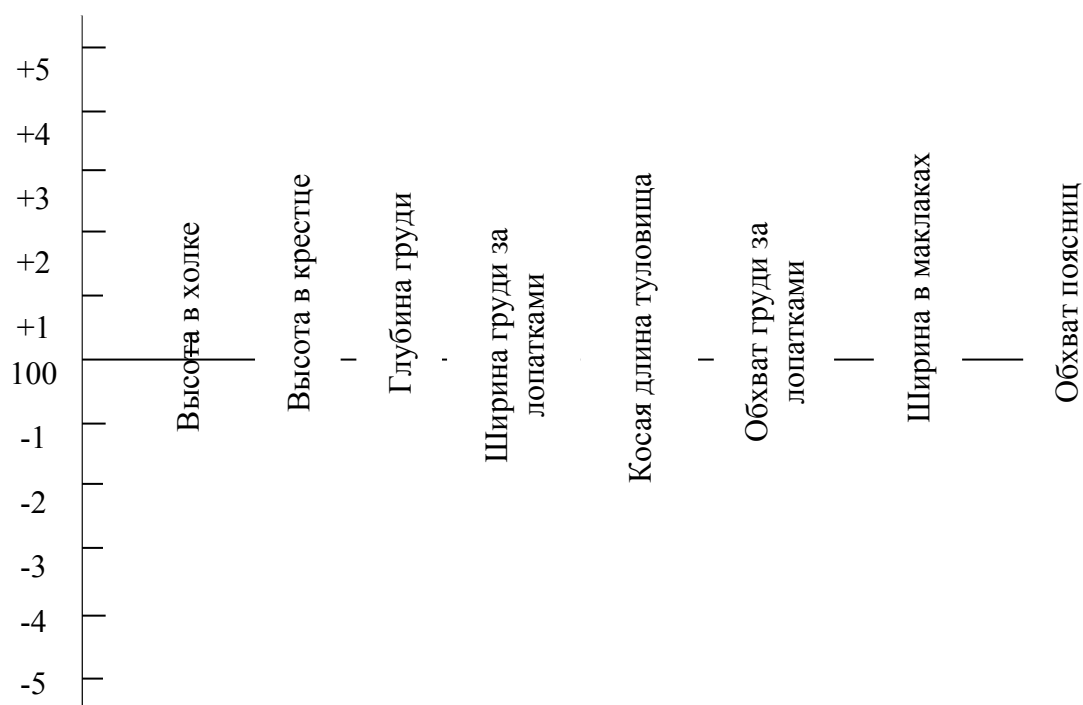 +5
+4
+3
+2
+1
100
-1
-2
-3
-4
-5
Высота в холке
Высота в крестце
Глубина груди
Ширина груди за
лопатками
Косая длина туловища
Обхват груди за
лопатками
Ширина в маклаках
Обхват поясниц